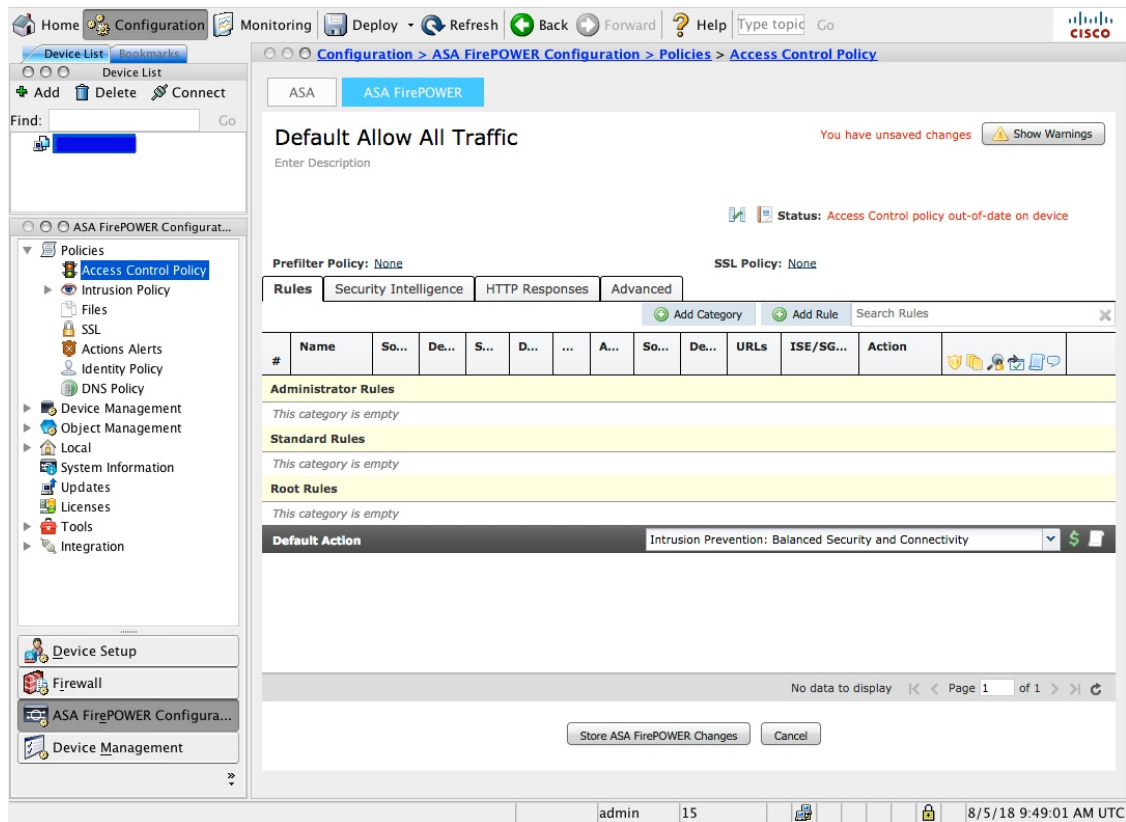 Home Configuration Monitoring Deploy Refresh Back Forward Help Type topic Go
cisco
Device List Bookmarks
Device List
Add Delete Connect
Find: Go
ASA FirePOWER Configurat...
Policies
Access Control Policy
Intrusion Policy
Files
SSL
Actions Alerts
Identity Policy
DNS Policy
Device Management
Object Management
Local
System Information
Updates
Licenses
Tools
Integration
Device Setup
Firewall
ASA FirePOWER Configura...
Device Management
Configuration > ASA FirePOWER Configuration > Policies > Access Control Policy
ASA ASA FirePOWER
Default Allow All Traffic
You have unsaved changes Show Warnings
Enter Description
Status: Access Control policy out-of-date on device
Prefilter Policy: None SSL Policy: None
Rules Security Intelligence HTTP Responses Advanced
Add Category Add Rule Search Rules
# Name So... De... S... D... ... A... So... De... URLs ISE/SG... Action
Administrator Rules
This category is empty
Standard Rules
This category is empty
Root Rules
This category is empty
Default Action Intrusion Prevention: Balanced Security and Connectivity $
No data to display |< < Page 1 of 1 > >|
Store ASA FirePOWER Changes Cancel
admin 15 8/5/18 9:49:01 AM UTC